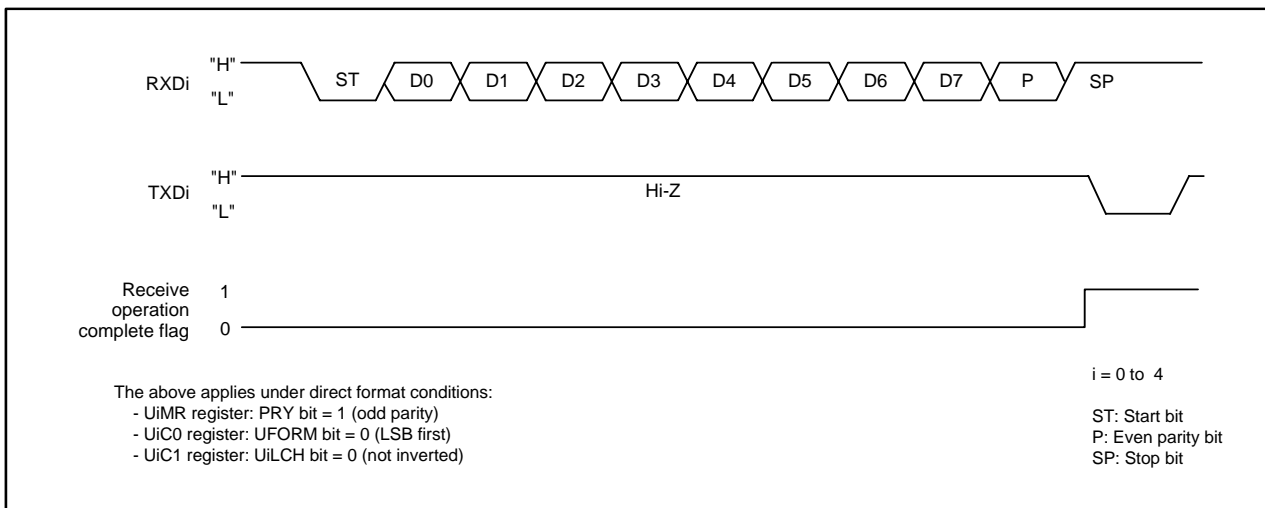 "H"
RXDi
"L"
ST D0 D1 D2 D3 D4 D5 D6 D7 P SP
"H"
TXDi
"L"
Hi-Z
Receive
operation
complete flag
1
0
The above applies under direct format conditions:
- UiMR register: PRY bit = 1 (odd parity)
- UiC0 register: UFORM bit = 0 (LSB first)
- UiC1 register: UiLCH bit = 0 (not inverted)
i = 0 to 4
ST: Start bit
P: Even parity bit
SP: Stop bit